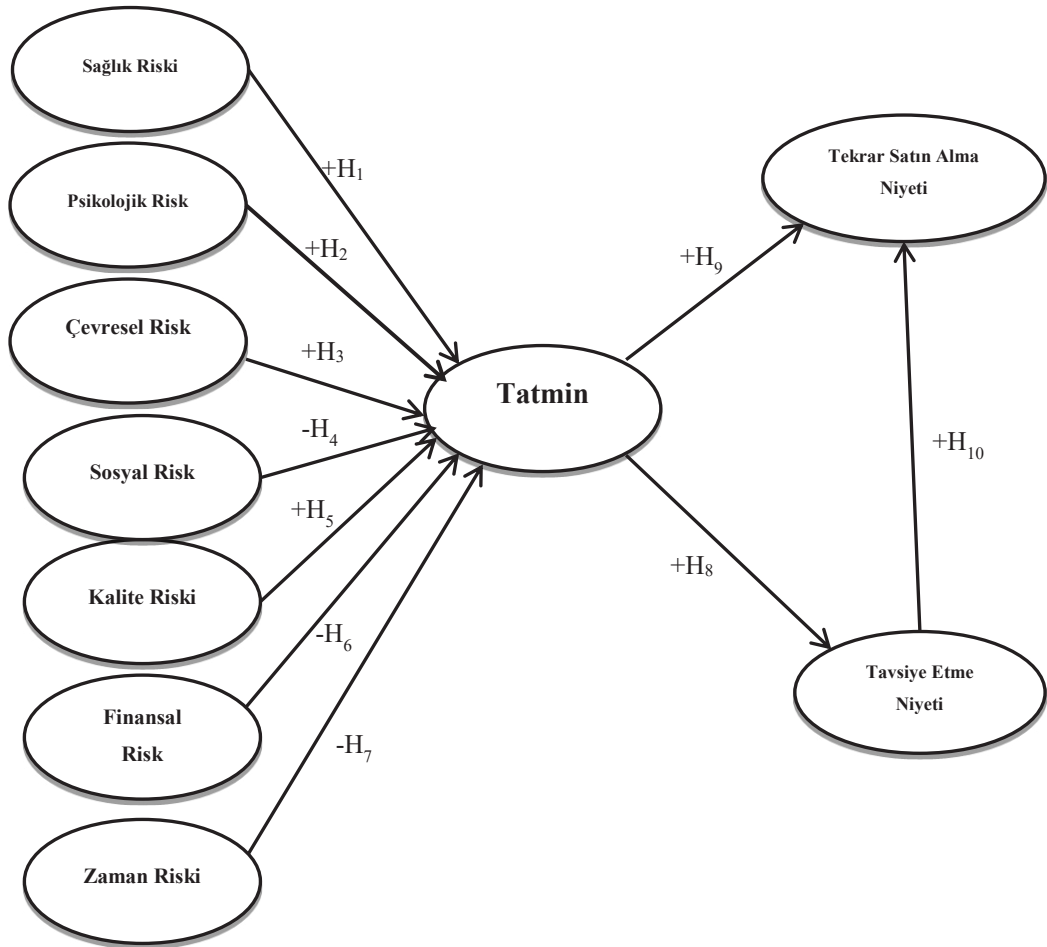 Sağlık Riski
+H₁
Psikolojik Risk
+H₂
Çevresel Risk
+H₃
Sosyal Risk
-H₄
Kalite Riski
+H₅
Finansal
Risk
-H₆
Zaman Riski
-H₇
Tatmin
+H₉
+H₈
Tekrar Satın Alma
Niyeti
+H₁₀
Tavsiye Etme
Niyeti